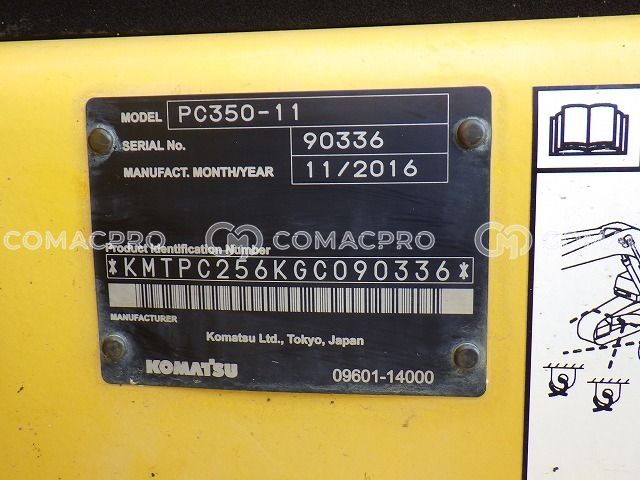 MODEL PC350-11
SERIAL No. 90336
MANUFACT. MONTH/YEAR 11/2016
COMACPRO COMACPRO COMACPRO
Product Identification Number
*KMTPC256KGC090336*
MANUFACTURER
Komatsu Ltd., Tokyo, Japan
KOMATSU 09601-14000